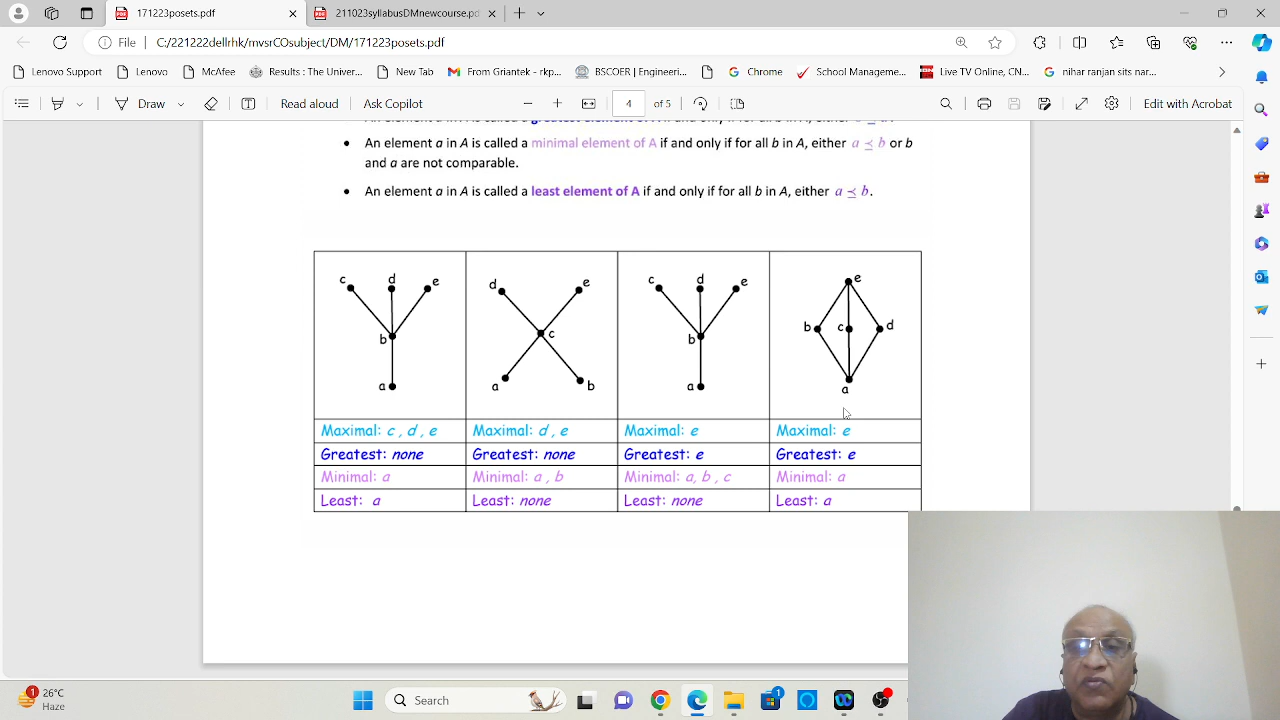 171223posets.pdf
211023syllabusDMnewcourse.pd
File C:/221222dellrhk/mvsrCOsubject/DM/171223posets.pdf
Lenovo Support Lenovo McAfee Results :: The Univer... New Tab From Griantek - rkp... BSCOER | Engineeri... Google Chrome School Managemen... Live TV Online, CN... nihar ranjan sits nar...
Draw Read aloud Ask Copilot 4 of 5 Edit with Acrobat
• An element a in A is called a minimal element of A if and only if for all b in A, either a ⪯ b or b
and a are not comparable.
• An element a in A is called a least element of A if and only if for all b in A, either a ⪯ b.
c d e b a
d e c a b
c d e b a
e b c d a
Maximal: c , d , e Maximal: d , e Maximal: e Maximal: e
Greatest: none Greatest: none Greatest: e Greatest: e
Minimal: a Minimal: a , b Minimal: a, b , c Minimal: a
Least: a Least: none Least: none Least: a
26°C
Haze
Search